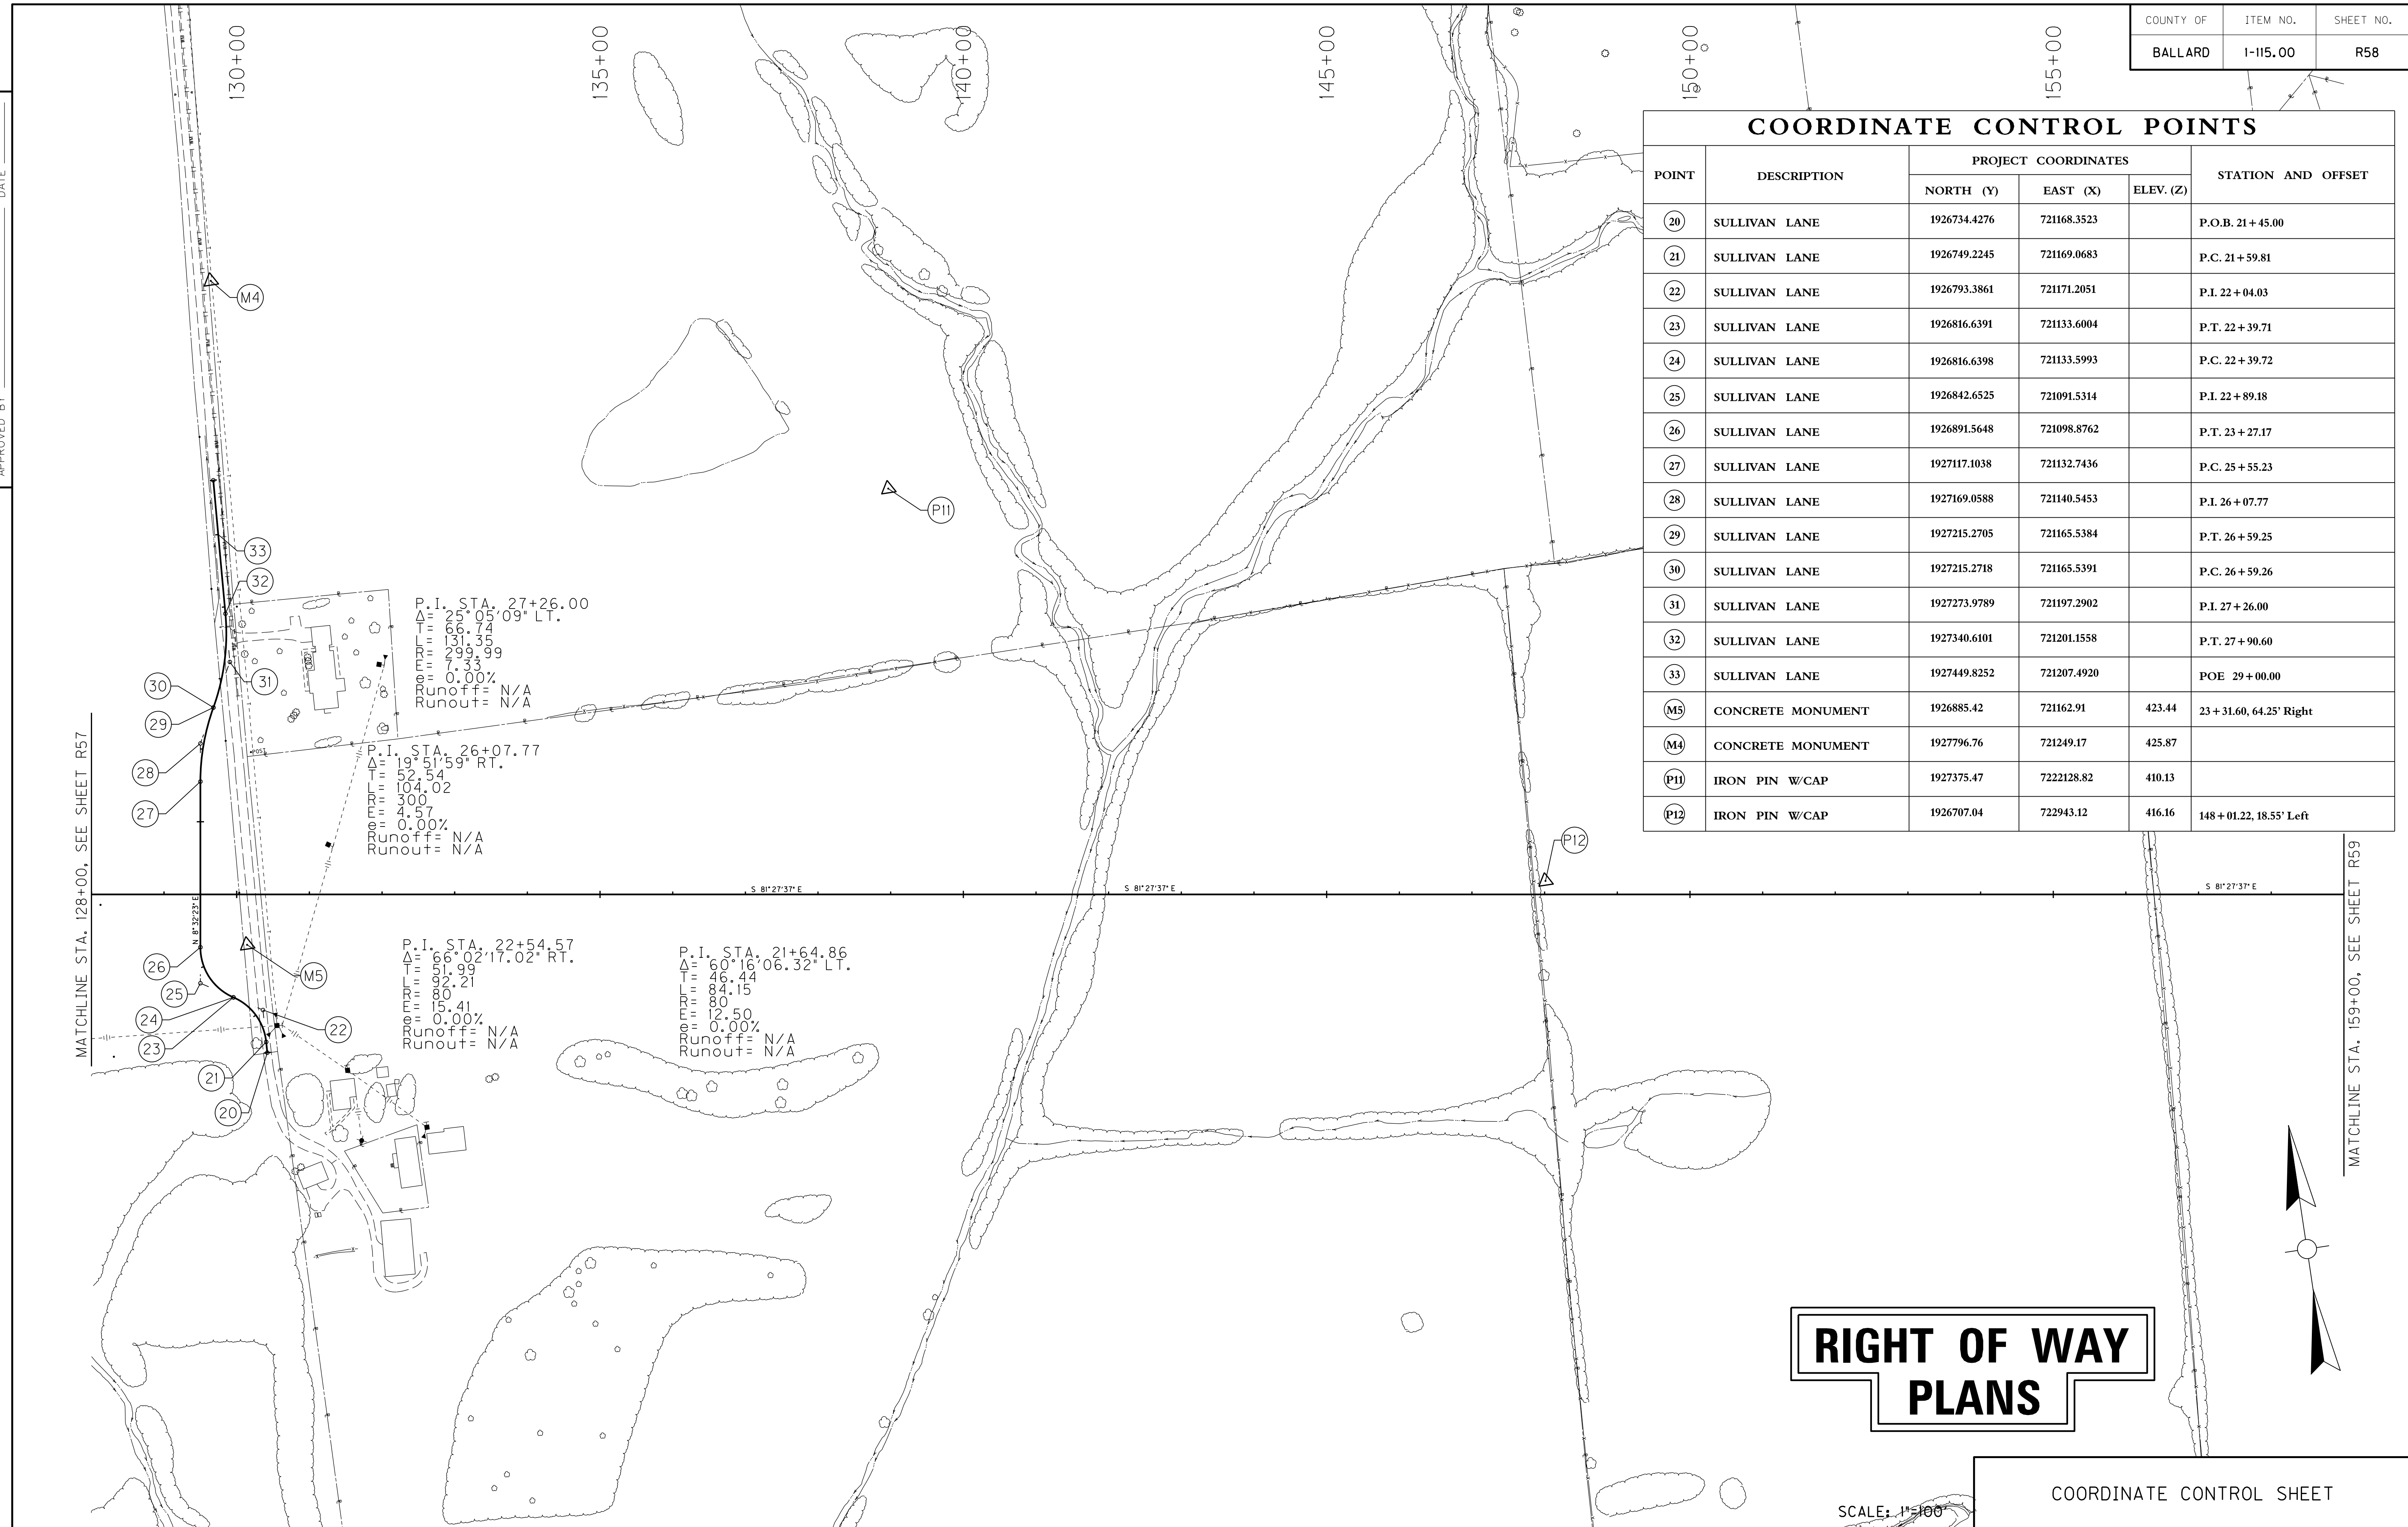 COUNTY OF ITEM NO. SHEET NO.
BALLARD 1-115.00 R58
130+00 135+00 140+00 145+00 150+00 155+00
DATE
APPROVED BY
COORDINATE CONTROL POINTS
POINT DESCRIPTION PROJECT COORDINATES STATION AND OFFSET
NORTH (Y) EAST (X) ELEV. (Z)
20 SULLIVAN LANE 1926734.4276 721168.3523 P.O.B. 21+45.00
21 SULLIVAN LANE 1926749.2245 721169.0683 P.C. 21+59.81
22 SULLIVAN LANE 1926793.3861 721171.2051 P.I. 22+04.03
23 SULLIVAN LANE 1926816.6391 721133.6004 P.T. 22+39.71
24 SULLIVAN LANE 1926816.6398 721133.5993 P.C. 22+39.72
25 SULLIVAN LANE 1926842.6525 721091.5314 P.I. 22+89.18
26 SULLIVAN LANE 1926891.5648 721098.8762 P.T. 23+27.17
27 SULLIVAN LANE 1927117.1038 721132.7436 P.C. 25+55.23
28 SULLIVAN LANE 1927169.0588 721140.5453 P.I. 26+07.77
29 SULLIVAN LANE 1927215.2705 721165.5384 P.T. 26+59.25
30 SULLIVAN LANE 1927215.2718 721165.5391 P.C. 26+59.26
31 SULLIVAN LANE 1927273.9789 721197.2902 P.I. 27+26.00
32 SULLIVAN LANE 1927340.6101 721201.1558 P.T. 27+90.60
33 SULLIVAN LANE 1927449.8252 721207.4920 POE 29+00.00
M5 CONCRETE MONUMENT 1926885.42 721162.91 423.44 23+31.60, 64.25' Right
M4 CONCRETE MONUMENT 1927796.76 721249.17 425.87
P11 IRON PIN W/CAP 1927375.47 7222128.82 410.13
P12 IRON PIN W/CAP 1926707.04 722943.12 416.16 148+01.22, 18.55' Left
M4
P11
33
32
31
30
29
28
27
P.I. STA. 27+26.00
Δ= 25°05'09" LT.
T= 66.74
L= 131.35
R= 299.99
E= 7.33
e= 0.00%
Runoff= N/A
Runout= N/A
POST
P.I. STA. 26+07.77
Δ= 19°51'59" RT.
T= 52.54
L= 104.02
R= 300
E= 4.57
e= 0.00%
Runoff= N/A
Runout= N/A
P12
MATCHLINE STA. 128+00, SEE SHEET R57
S 81°27'37" E
S 81°27'37" E
S 81°27'37" E
N 8°32'23" E
MATCHLINE STA. 159+00, SEE SHEET R59
26
25
M5
24
23
22
21
20
P.I. STA. 22+54.57
Δ= 66°02'17.02" RT.
T= 51.99
L= 92.21
R= 80
E= 15.41
e= 0.00%
Runoff= N/A
Runout= N/A
P.I. STA. 21+64.86
Δ= 60°16'06.32" LT.
T= 46.44
L= 84.15
R= 80
E= 12.50
e= 0.00%
Runoff= N/A
Runout= N/A
RIGHT OF WAY
PLANS
SCALE: 1"=100'
COORDINATE CONTROL SHEET